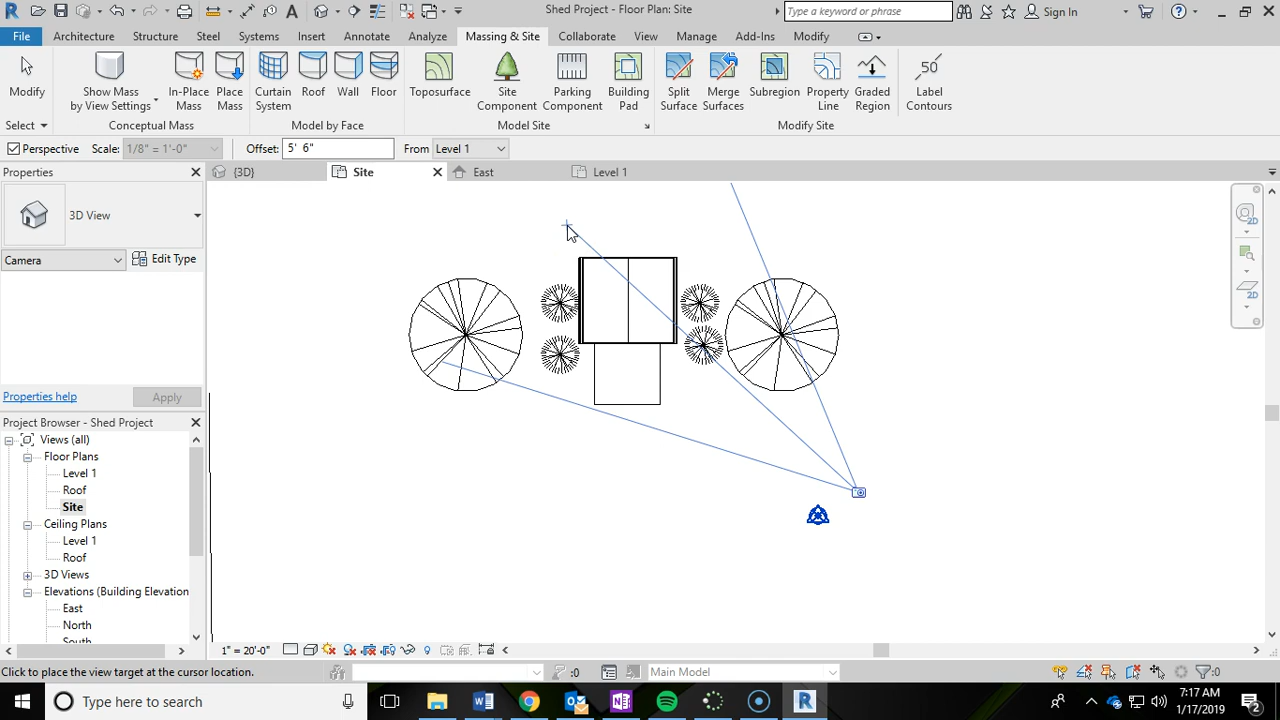 Shed Project - Floor Plan: Site
Type a keyword or phrase
Sign In
File Architecture Structure Steel Systems Insert Annotate Analyze Massing & Site Collaborate View Manage Add-Ins Modify
Modify
Show Mass
by View Settings
In-Place
Mass
Place
Mass
Curtain
System
Roof
Wall
Floor
Toposurface
Site
Component
Parking
Component
Building
Pad
Split
Surface
Merge
Surfaces
Subregion
Property
Line
Graded
Region
50
Label
Contours
Select
Conceptual Mass
Model by Face
Model Site
Modify Site
Perspective Scale: 1/8" = 1'-0" Offset: 5' 6" From Level 1
Properties
{3D}
Site
East
Level 1
3D View
Camera
Edit Type
Properties help
Apply
Project Browser - Shed Project
Views (all)
Floor Plans
Level 1
Roof
Site
Ceiling Plans
Level 1
Roof
3D Views
Elevations (Building Elevation
East
North
South
2D
2D
1" = 20'-0"
Click to place the view target at the cursor location.
:0
Main Model
:0
Type here to search
7:17 AM
1/17/2019
2